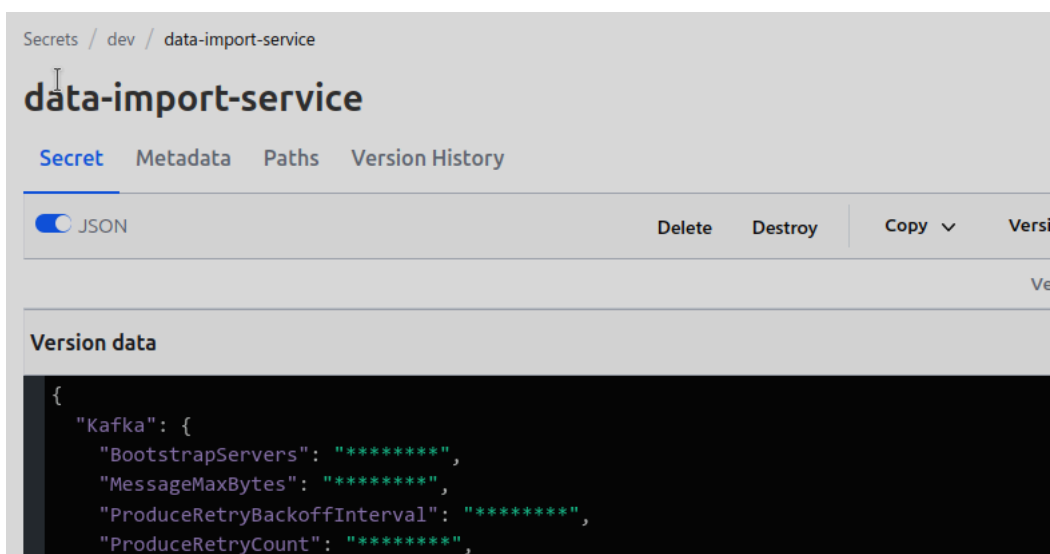 Secrets / dev / data-import-service
data-import-service
Secret Metadata Paths Version History
JSON Delete Destroy Copy
Version data
{
"Kafka": {
"BootstrapServers": "********",
"MessageMaxBytes": "********",
"ProduceRetryBackoffInterval": "********",
"ProduceRetryCount": "********",